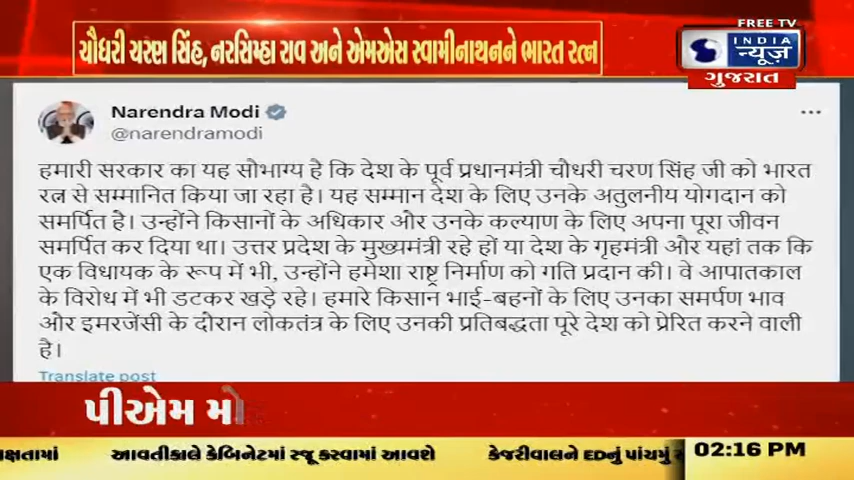 FREE TV
ચૌધરી ચરણ સિંહ, નરસિમ્હા રાવ અને એમએસ સ્વામીનાથનને ભારત રત્ન
INDIA
न्यूज़
ગુજરાત
Narendra Modi
@narendramodi
हमारी सरकार का यह सौभाग्य है कि देश के पूर्व प्रधानमंत्री चौधरी चरण सिंह जी को भारत
रत्न से सम्मानित किया जा रहा है। यह सम्मान देश के लिए उनके अतुलनीय योगदान को
समर्पित है। उन्होंने किसानों के अधिकार और उनके कल्याण के लिए अपना पूरा जीवन
समर्पित कर दिया था। उत्तर प्रदेश के मुख्यमंत्री रहे हों या देश के गृहमंत्री और यहां तक कि
एक विधायक के रूप में भी, उन्होंने हमेशा राष्ट्र निर्माण को गति प्रदान की। वे आपातकाल
के विरोध में भी डटकर खड़े रहे। हमारे किसान भाई-बहनों के लिए उनका समर्पण भाव
और इमरजेंसी के दौरान लोकतंत्र के लिए उनकी प्रतिबद्धता पूरे देश को प्रेरित करने वाली
है।
Translate post
પીએમ મો
આવતીકાલે કેબિનેટમાં રજૂ કરવામાં આવશે કેજરીવાલને EDનું પાંચમું
02:16 PM